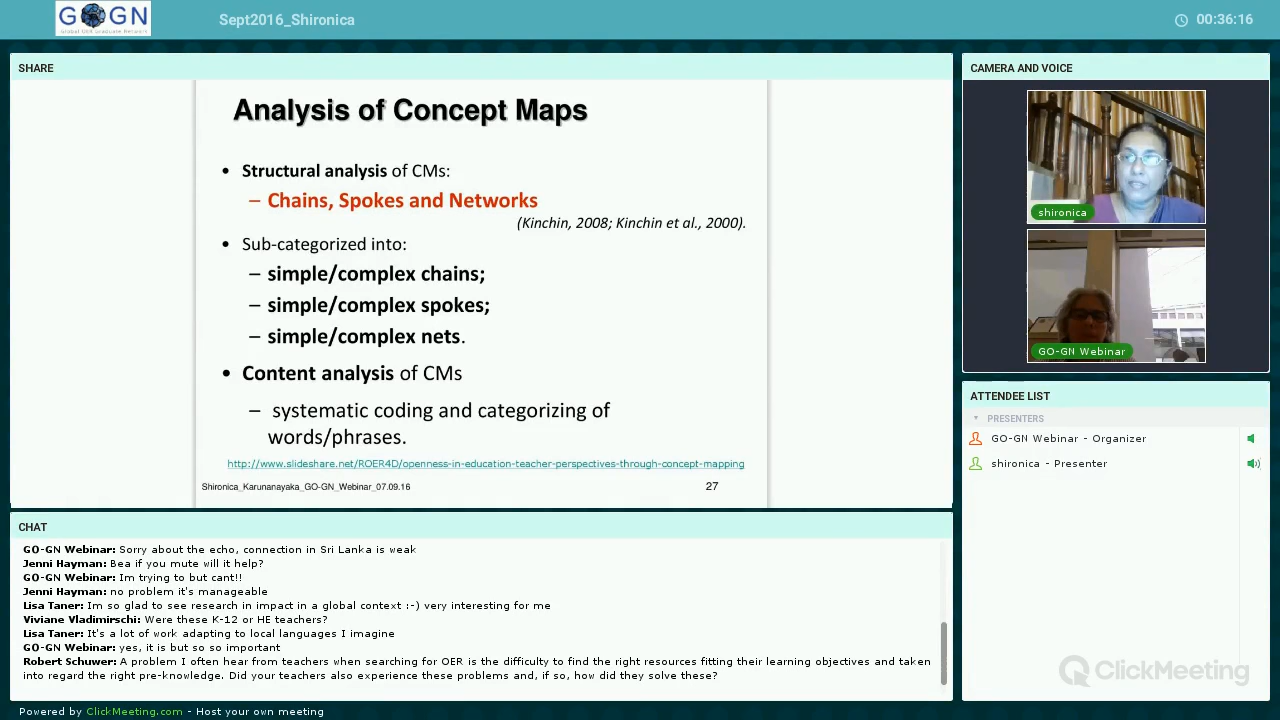 GOGN
Global OER Graduate Network
Sept2016_Shironica
00:36:16
SHARE
Analysis of Concept Maps
• Structural analysis of CMs:
– Chains, Spokes and Networks
(Kinchin, 2008; Kinchin et al., 2000).
• Sub-categorized into:
– simple/complex chains;
– simple/complex spokes;
– simple/complex nets.
• Content analysis of CMs
– systematic coding and categorizing of
words/phrases.
http://www.slideshare.net/ROER4D/openness-in-education-teacher-perspectives-through-concept-mapping
Shironica_Karunanayaka_GO-GN_Webinar_07.09.16
27
CAMERA AND VOICE
shironica
GO-GN Webinar
ATTENDEE LIST
PRESENTERS
GO-GN Webinar - Organizer
shironica - Presenter
CHAT
GO-GN Webinar: Sorry about the echo, connection in Sri Lanka is weak
Jenni Hayman: Bea if you mute will it help?
GO-GN Webinar: Im trying to but cant!!
Jenni Hayman: no problem it's manageable
Lisa Taner: Im so glad to see research in impact in a global context :-) very interesting for me
Viviane Vladimirschi: Were these K-12 or HE teachers?
Lisa Taner: It's a lot of work adapting to local languages I imagine
GO-GN Webinar: yes, it is but so so important
Robert Schuwer: A problem I often hear from teachers when searching for OER is the difficulty to find the right resources fitting their learning objectives and taken
into regard the right pre-knowledge. Did your teachers also experience these problems and, if so, how did they solve these?
ClickMeeting
Powered by ClickMeeting.com - Host your own meeting